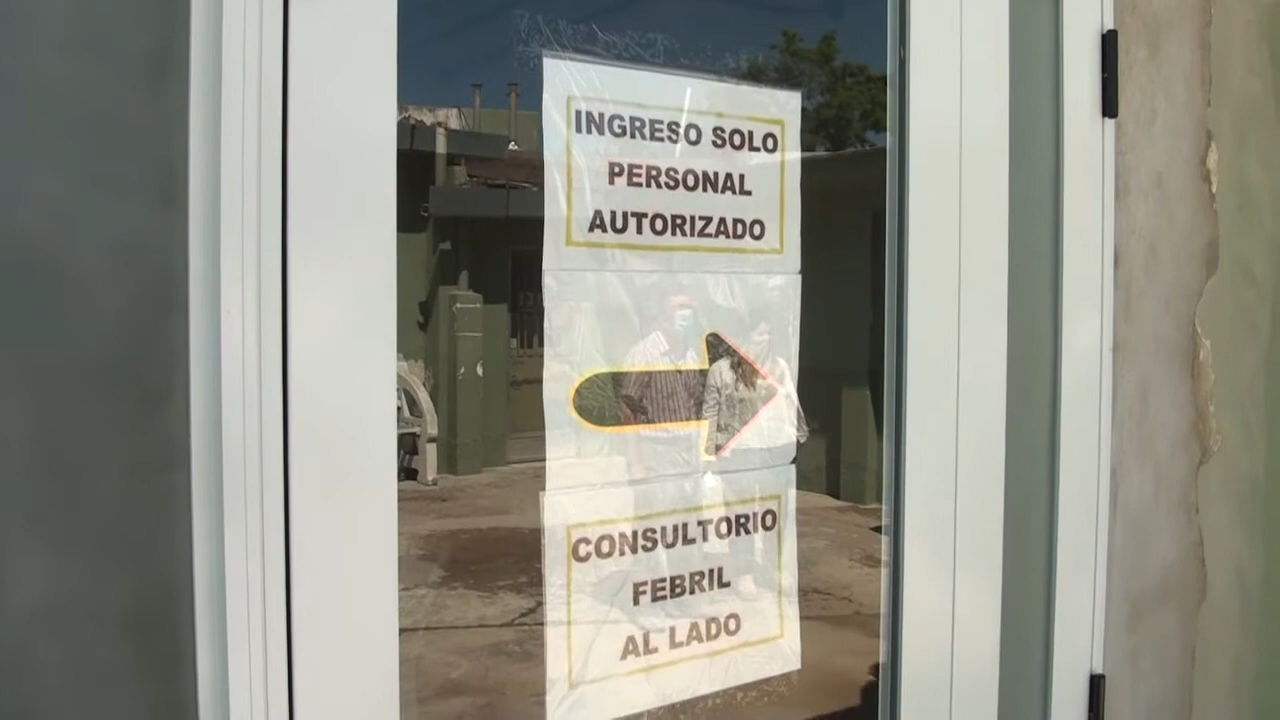 INGRESO SOLO
PERSONAL
AUTORIZADO
CONSULTORIO
FEBRIL
AL LADO